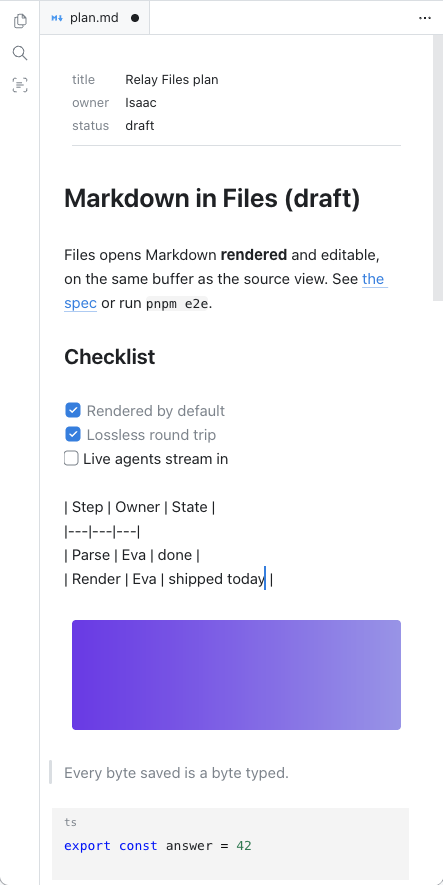 plan.md
title Relay Files plan
owner Isaac
status draft
Markdown in Files (draft)
Files opens Markdown rendered and editable,
on the same buffer as the source view. See the
spec or run pnpm e2e.
Checklist
Rendered by default
Lossless round trip
Live agents stream in
| Step | Owner | State |
|---|---|---|
| Parse | Eva | done |
| Render | Eva | shipped today |
Every byte saved is a byte typed.
ts
export const answer = 42